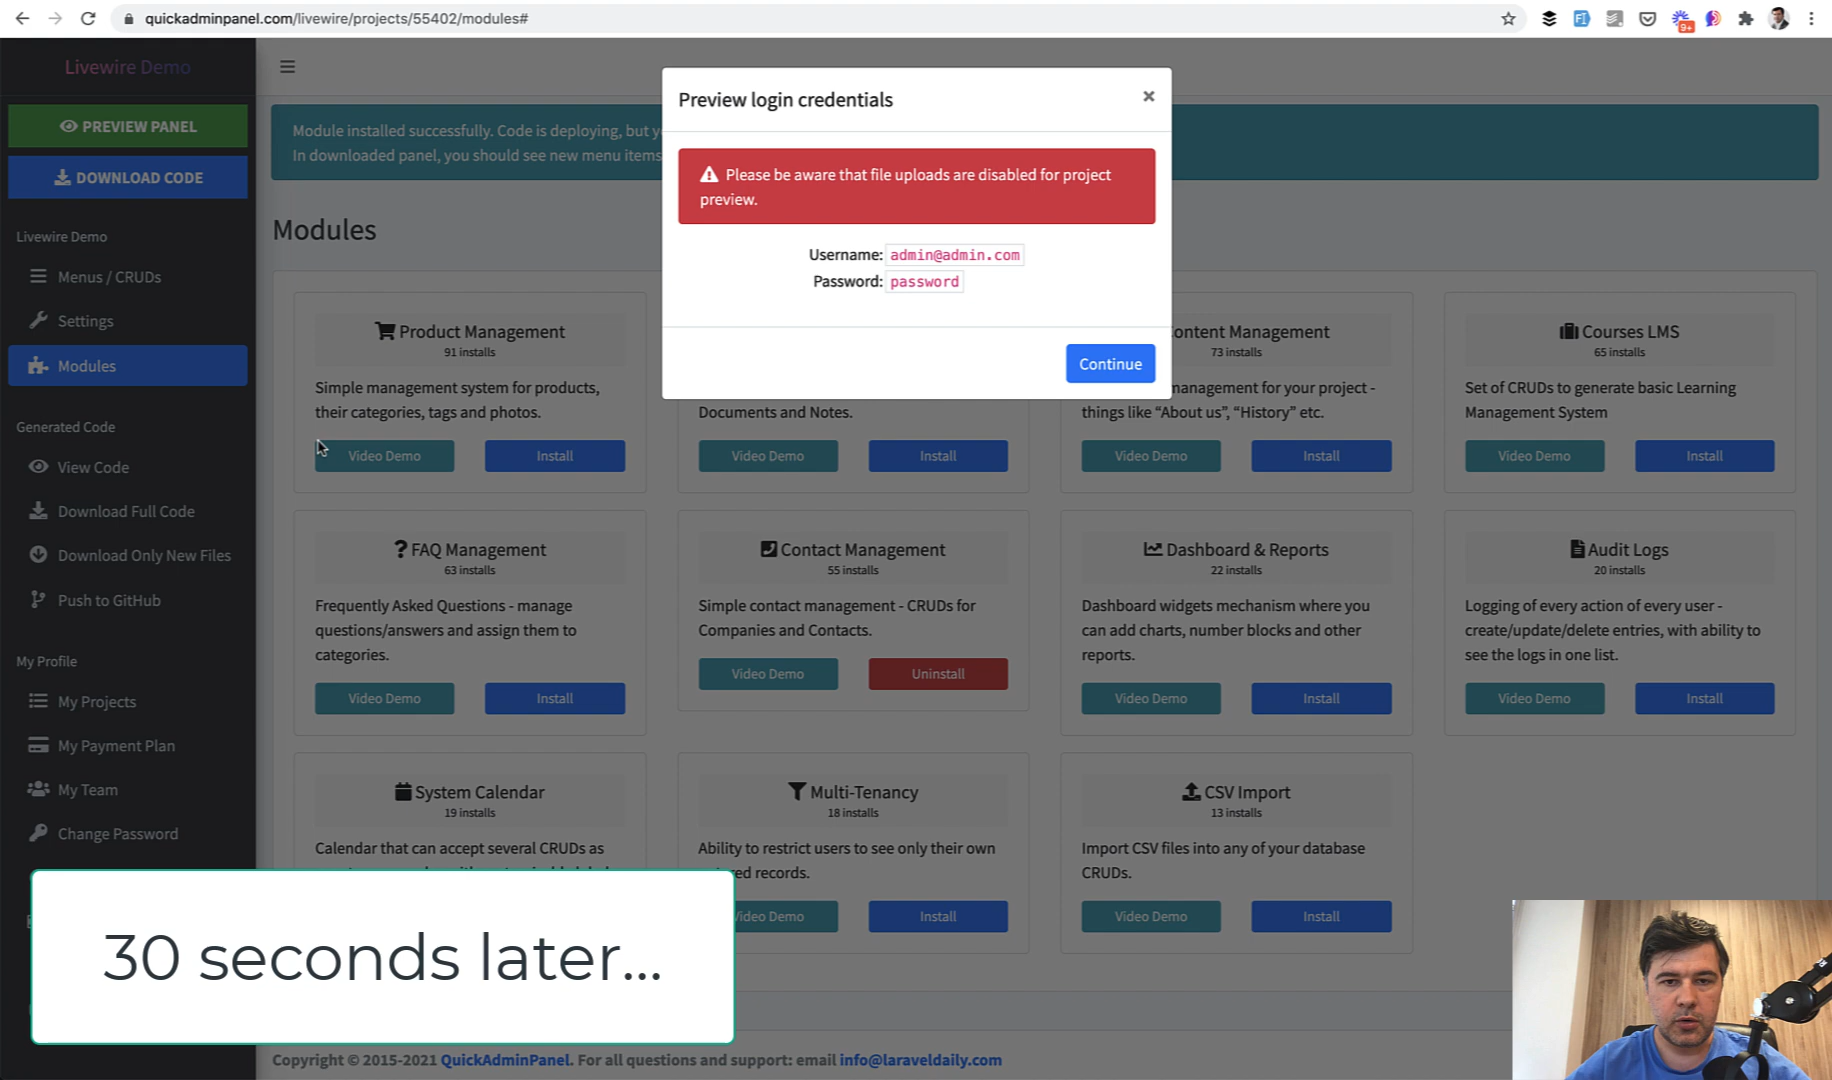 quickadminpanel.com/livewire/projects/55402/modules#
9+
Livewire Demo
PREVIEW PANEL
DOWNLOAD CODE
Livewire Demo
Menus / CRUDs
Settings
Modules
Generated Code
View Code
Download Full Code
Download Only New Files
Push to GitHub
My Profile
My Projects
My Payment Plan
My Team
Change Password
Module installed successfully. Code is deploying, but
In downloaded panel, you should see new menu items
Modules
Preview login credentials
×
Please be aware that file uploads are disabled for project
preview.
Username: admin@admin.com
Password: password
Continue
Product Management
91 installs
Simple management system for products,
their categories, tags and photos.
Video Demo
Install
Documents and Notes.
Video Demo
Install
Management
73 installs
management for your project -
things like “About us”, “History” etc.
Video Demo
Install
Courses LMS
65 installs
Set of CRUDs to generate basic Learning
Management System
Video Demo
Install
FAQ Management
63 installs
Frequently Asked Questions - manage
questions/answers and assign them to
categories.
Video Demo
Install
Contact Management
55 installs
Simple contact management - CRUDs for
Companies and Contacts.
Video Demo
Uninstall
Dashboard & Reports
22 installs
Dashboard widgets mechanism where you
can add charts, number blocks and other
reports.
Video Demo
Install
Audit Logs
20 installs
Logging of every action of every user -
create/update/delete entries, with ability to
see the logs in one list.
Video Demo
Install
System Calendar
19 installs
Calendar that can accept several CRUDs as
Multi-Tenancy
18 installs
Ability to restrict users to see only their own
records.
Video Demo
Install
CSV Import
13 installs
Import CSV files into any of your database
CRUDs.
Video Demo
Install
30 seconds later...
Copyright © 2015-2021 QuickAdminPanel. For all questions and support: email info@laraveldaily.com